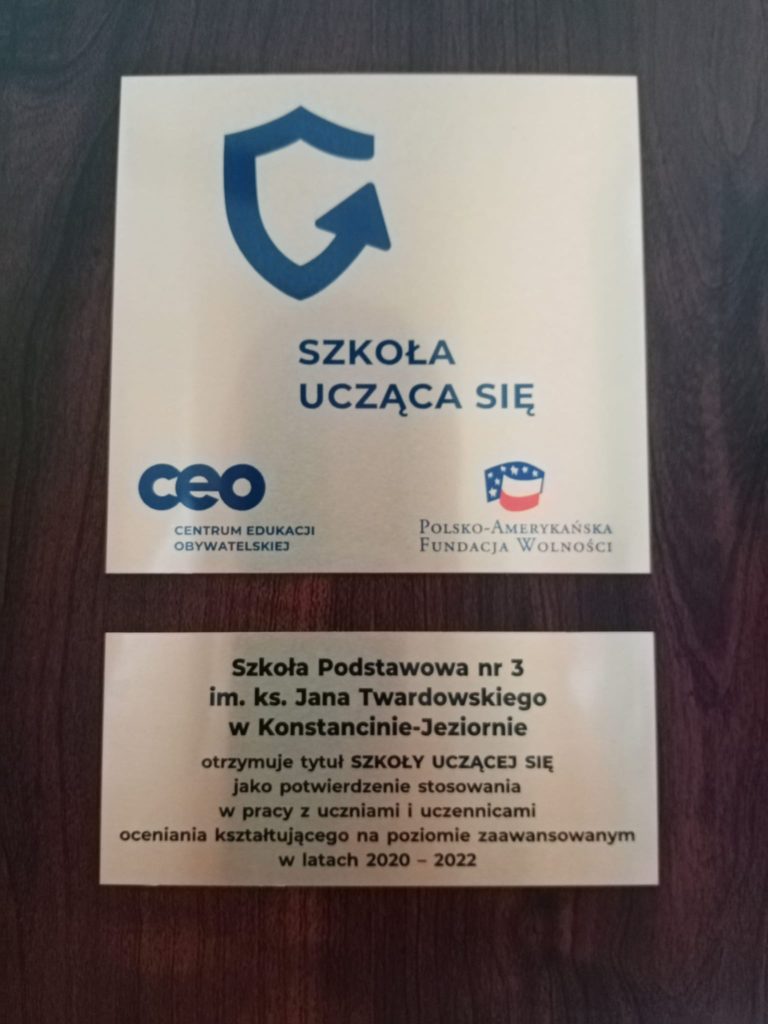 SZKOŁA
UCZĄCA SIĘ
ceo
CENTRUM EDUKACJI
OBYWATELSKIEJ
POLSKO-AMERYKAŃSKA
FUNDACJA WOLNOŚCI
Szkoła Podstawowa nr 3
im. ks. Jana Twardowskiego
w Konstancinie-Jeziornie
otrzymuje tytuł SZKOŁY UCZĄCEJ SIĘ
jako potwierdzenie stosowania
w pracy z uczniami i uczennicami
oceniania kształtującego na poziomie zaawansowanym
w latach 2020 – 2022